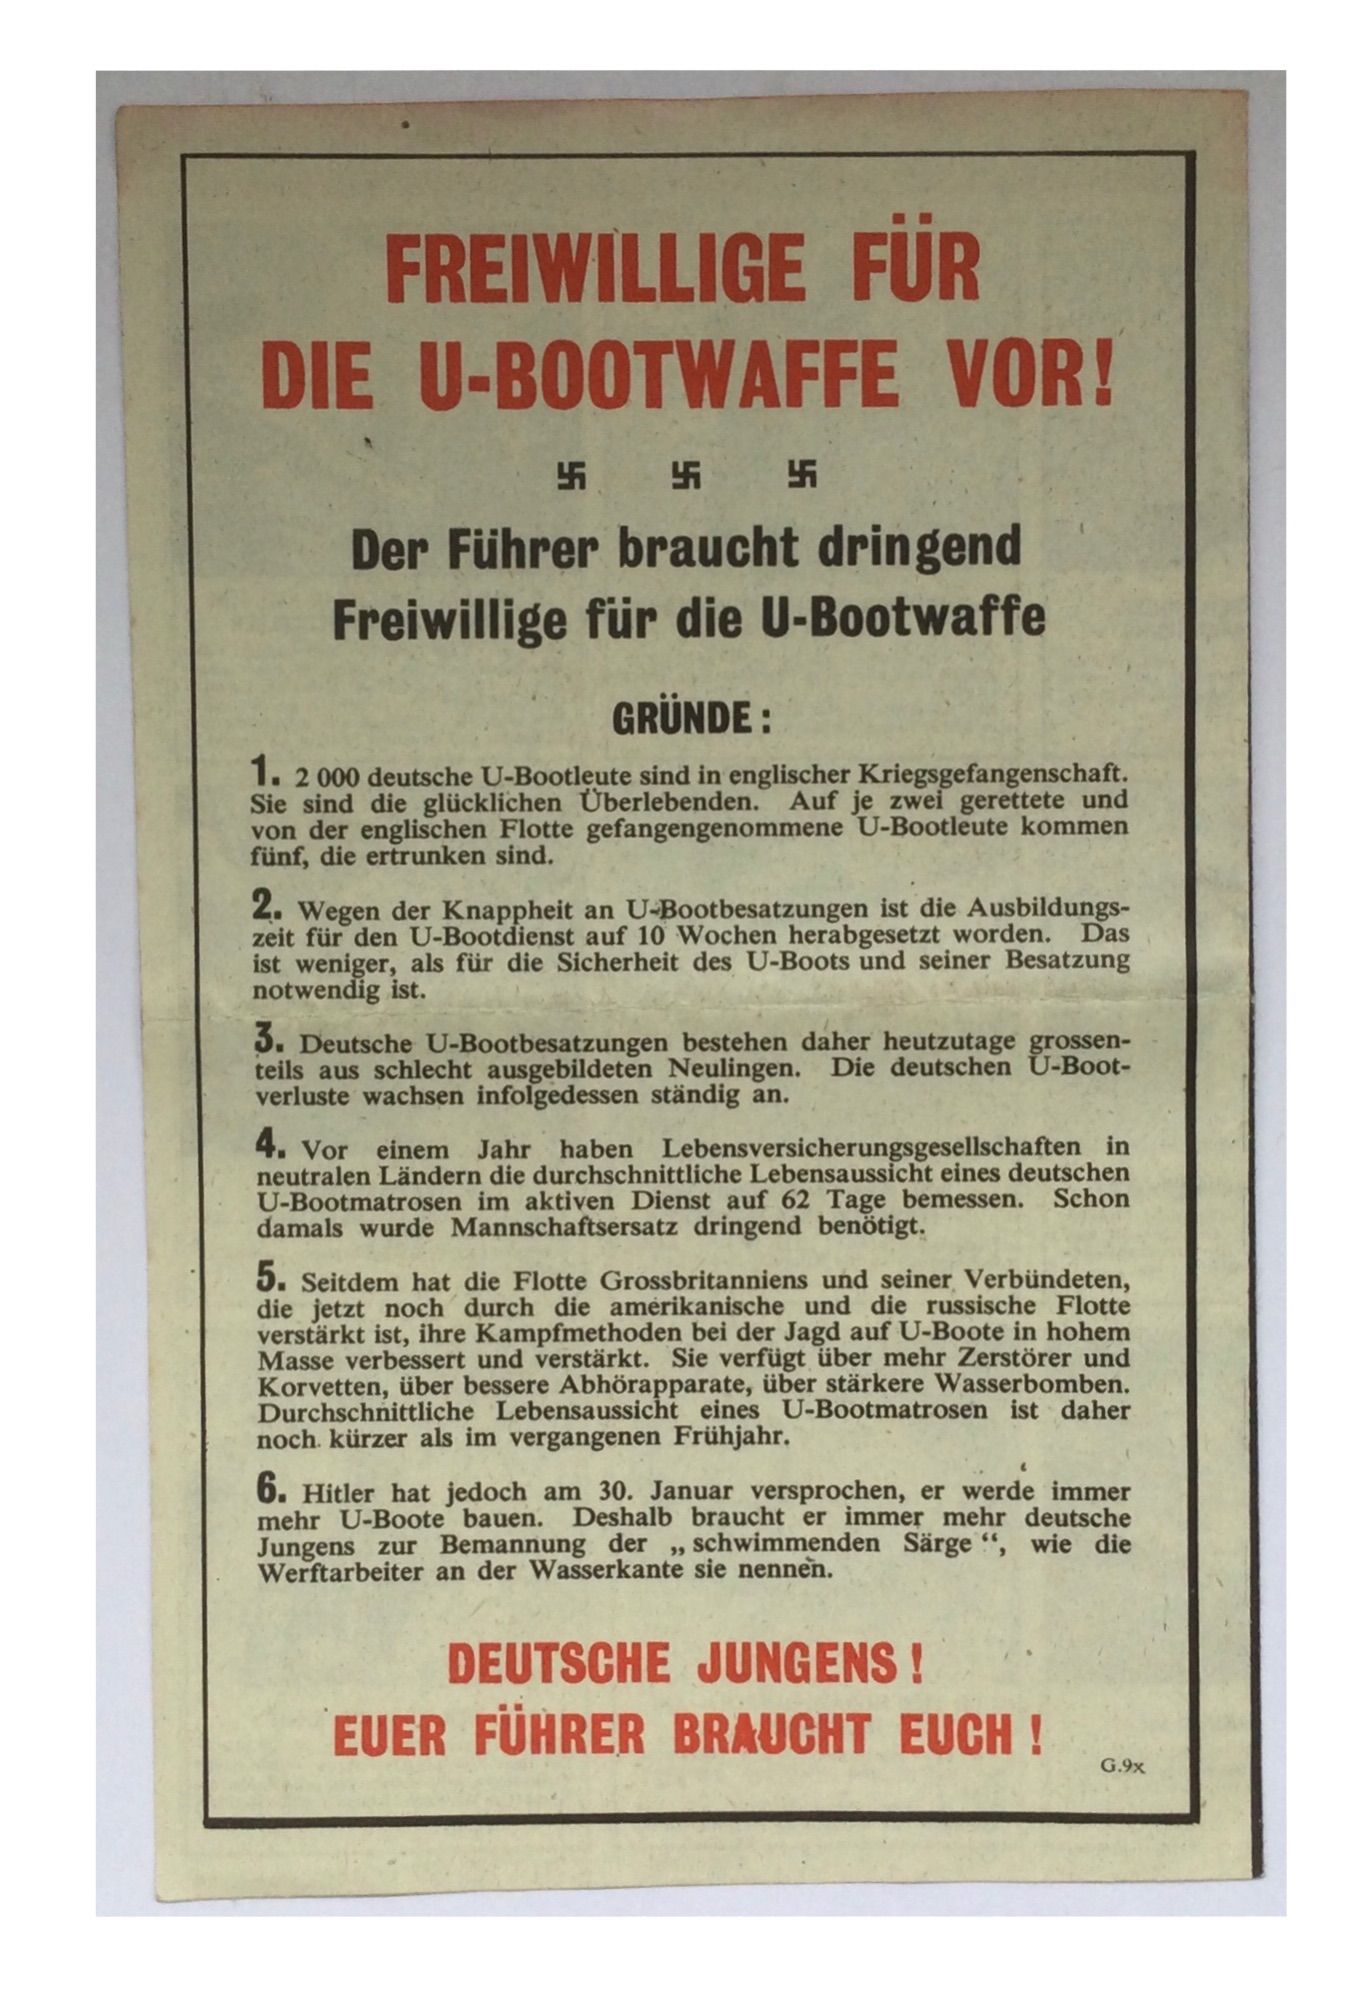 FREIWILLIGE FÜR
DIE U-BOOTWAFFE VOR!
卐 卐 卐
Der Führer braucht dringend
Freiwillige für die U-Bootwaffe
GRÜNDE:
1. 2 000 deutsche U-Bootleute sind in englischer Kriegsgefangenschaft.
Sie sind die glücklichen Überlebenden. Auf je zwei gerettete und
von der englischen Flotte gefangengenommene U-Bootleute kommen
fünf, die ertrunken sind.
2. Wegen der Knappheit an U-Bootbesatzungen ist die Ausbildungs-
zeit für den U-Bootdienst auf 10 Wochen herabgesetzt worden. Das
ist weniger, als für die Sicherheit des U-Boots und seiner Besatzung
notwendig ist.
3. Deutsche U-Bootbesatzungen bestehen daher heutzutage grossen-
teils aus schlecht ausgebildeten Neulingen. Die deutschen U-Boot-
verluste wachsen infolgedessen ständig an.
4. Vor einem Jahr haben Lebensversicherungsgesellschaften in
neutralen Ländern die durchschnittliche Lebensaussicht eines deutschen
U-Bootmatrosen im aktiven Dienst auf 62 Tage bemessen. Schon
damals wurde Mannschaftsersatz dringend benötigt.
5. Seitdem hat die Flotte Grossbritanniens und seiner Verbündeten,
die jetzt noch durch die amerikanische und die russische Flotte
verstärkt ist, ihre Kampfmethoden bei der Jagd auf U-Boote in hohem
Masse verbessert und verstärkt. Sie verfügt über mehr Zerstörer und
Korvetten, über bessere Abhörapparate, über stärkere Wasserbomben.
Durchschnittliche Lebensaussicht eines U-Bootmatrosen ist daher
noch kürzer als im vergangenen Frühjahr.
6. Hitler hat jedoch am 30. Januar versprochen, er werde immer
mehr U-Boote bauen. Deshalb braucht er immer mehr deutsche
Jungens zur Bemannung der „schwimmenden Särge“, wie die
Werftarbeiter an der Wasserkante sie nennen.
DEUTSCHE JUNGENS!
EUER FÜHRER BRAUCHT EUCH!
G.9x